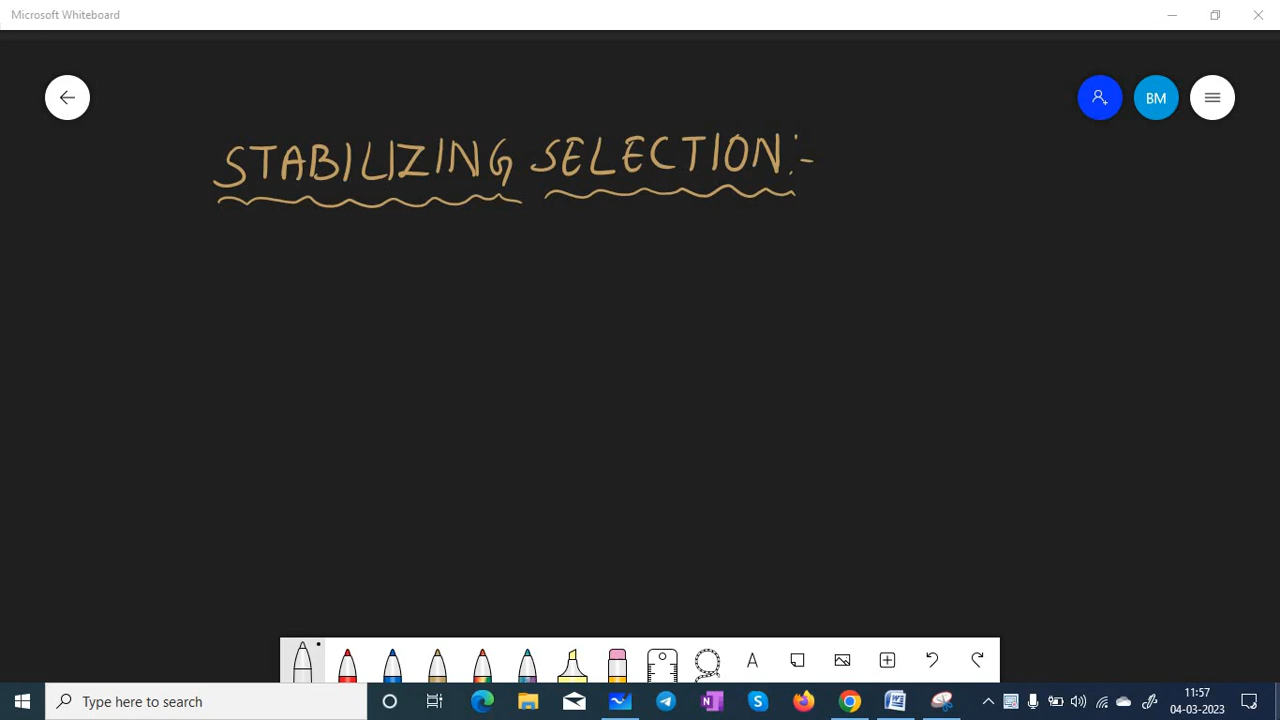 Microsoft Whiteboard
BM
STABILIZING SELECTION:-
A
Type here to search
11:57
04-03-2023